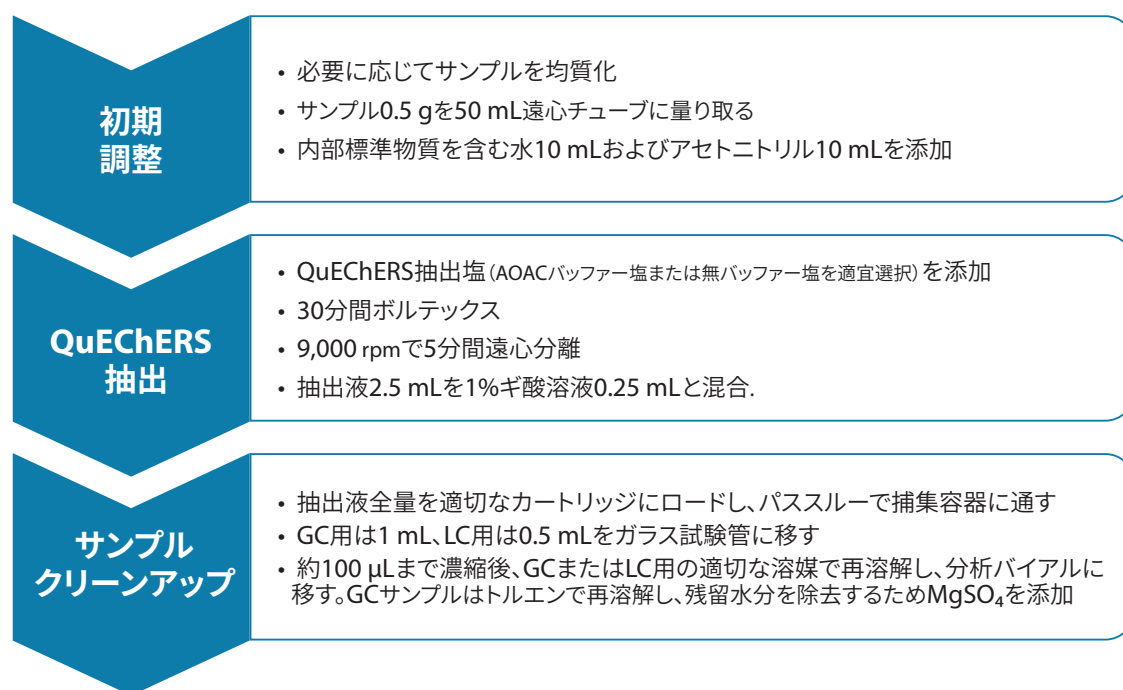 初期
調整
• 必要に応じてサンプルを均質化
• サンプル0.5 gを50 mL遠心チューブに量り取る
• 内部標準物質を含む水10 mLおよびアセトニトリル10 mLを添加
QuEChERS
抽出
• QuEChERS抽出塩(AOACバッファー塩または無バッファー塩を適宜選択)を添加
• 30分間ボルテックス
• 9,000 rpmで5分間遠心分離
• 抽出液2.5 mLを1%ギ酸溶液0.25 mLと混合.
サンプル
クリーンアップ
• 抽出液全量を適切なカートリッジにロードし、パススルーで捕集容器に通す
• GC用は1 mL、LC用は0.5 mLをガラス試験管に移す
• 約100 µLまで濃縮後、GCまたはLC用の適切な溶媒で再溶解し、分析バイアルに
移す。GCサンプルはトルエンで再溶解し、残留水分を除去するためMgSO₄を添加